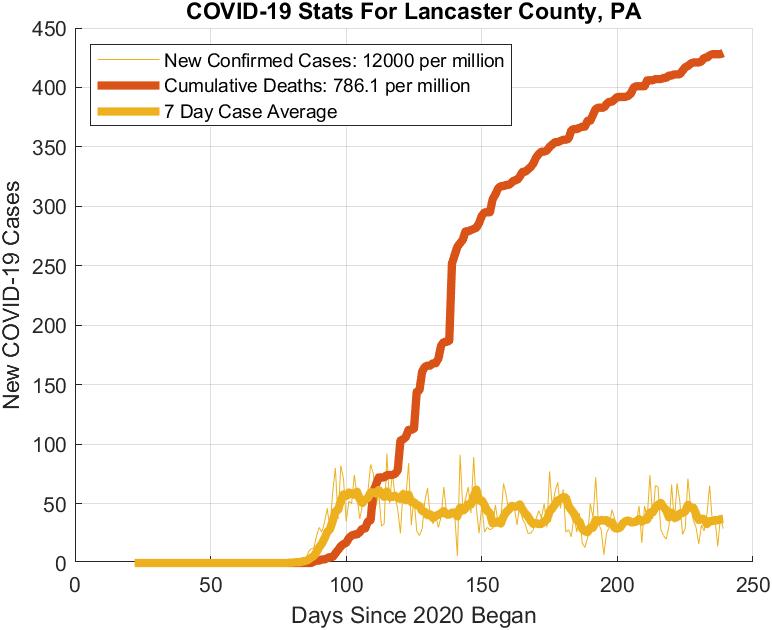 COVID-19 Stats For Lancaster County, PA
New Confirmed Cases: 12000 per million
Cumulative Deaths: 786.1 per million
7 Day Case Average
450
400
350
300
250
200
150
100
50
0
New COVID-19 Cases
0 50 100 150 200 250
Days Since 2020 Began